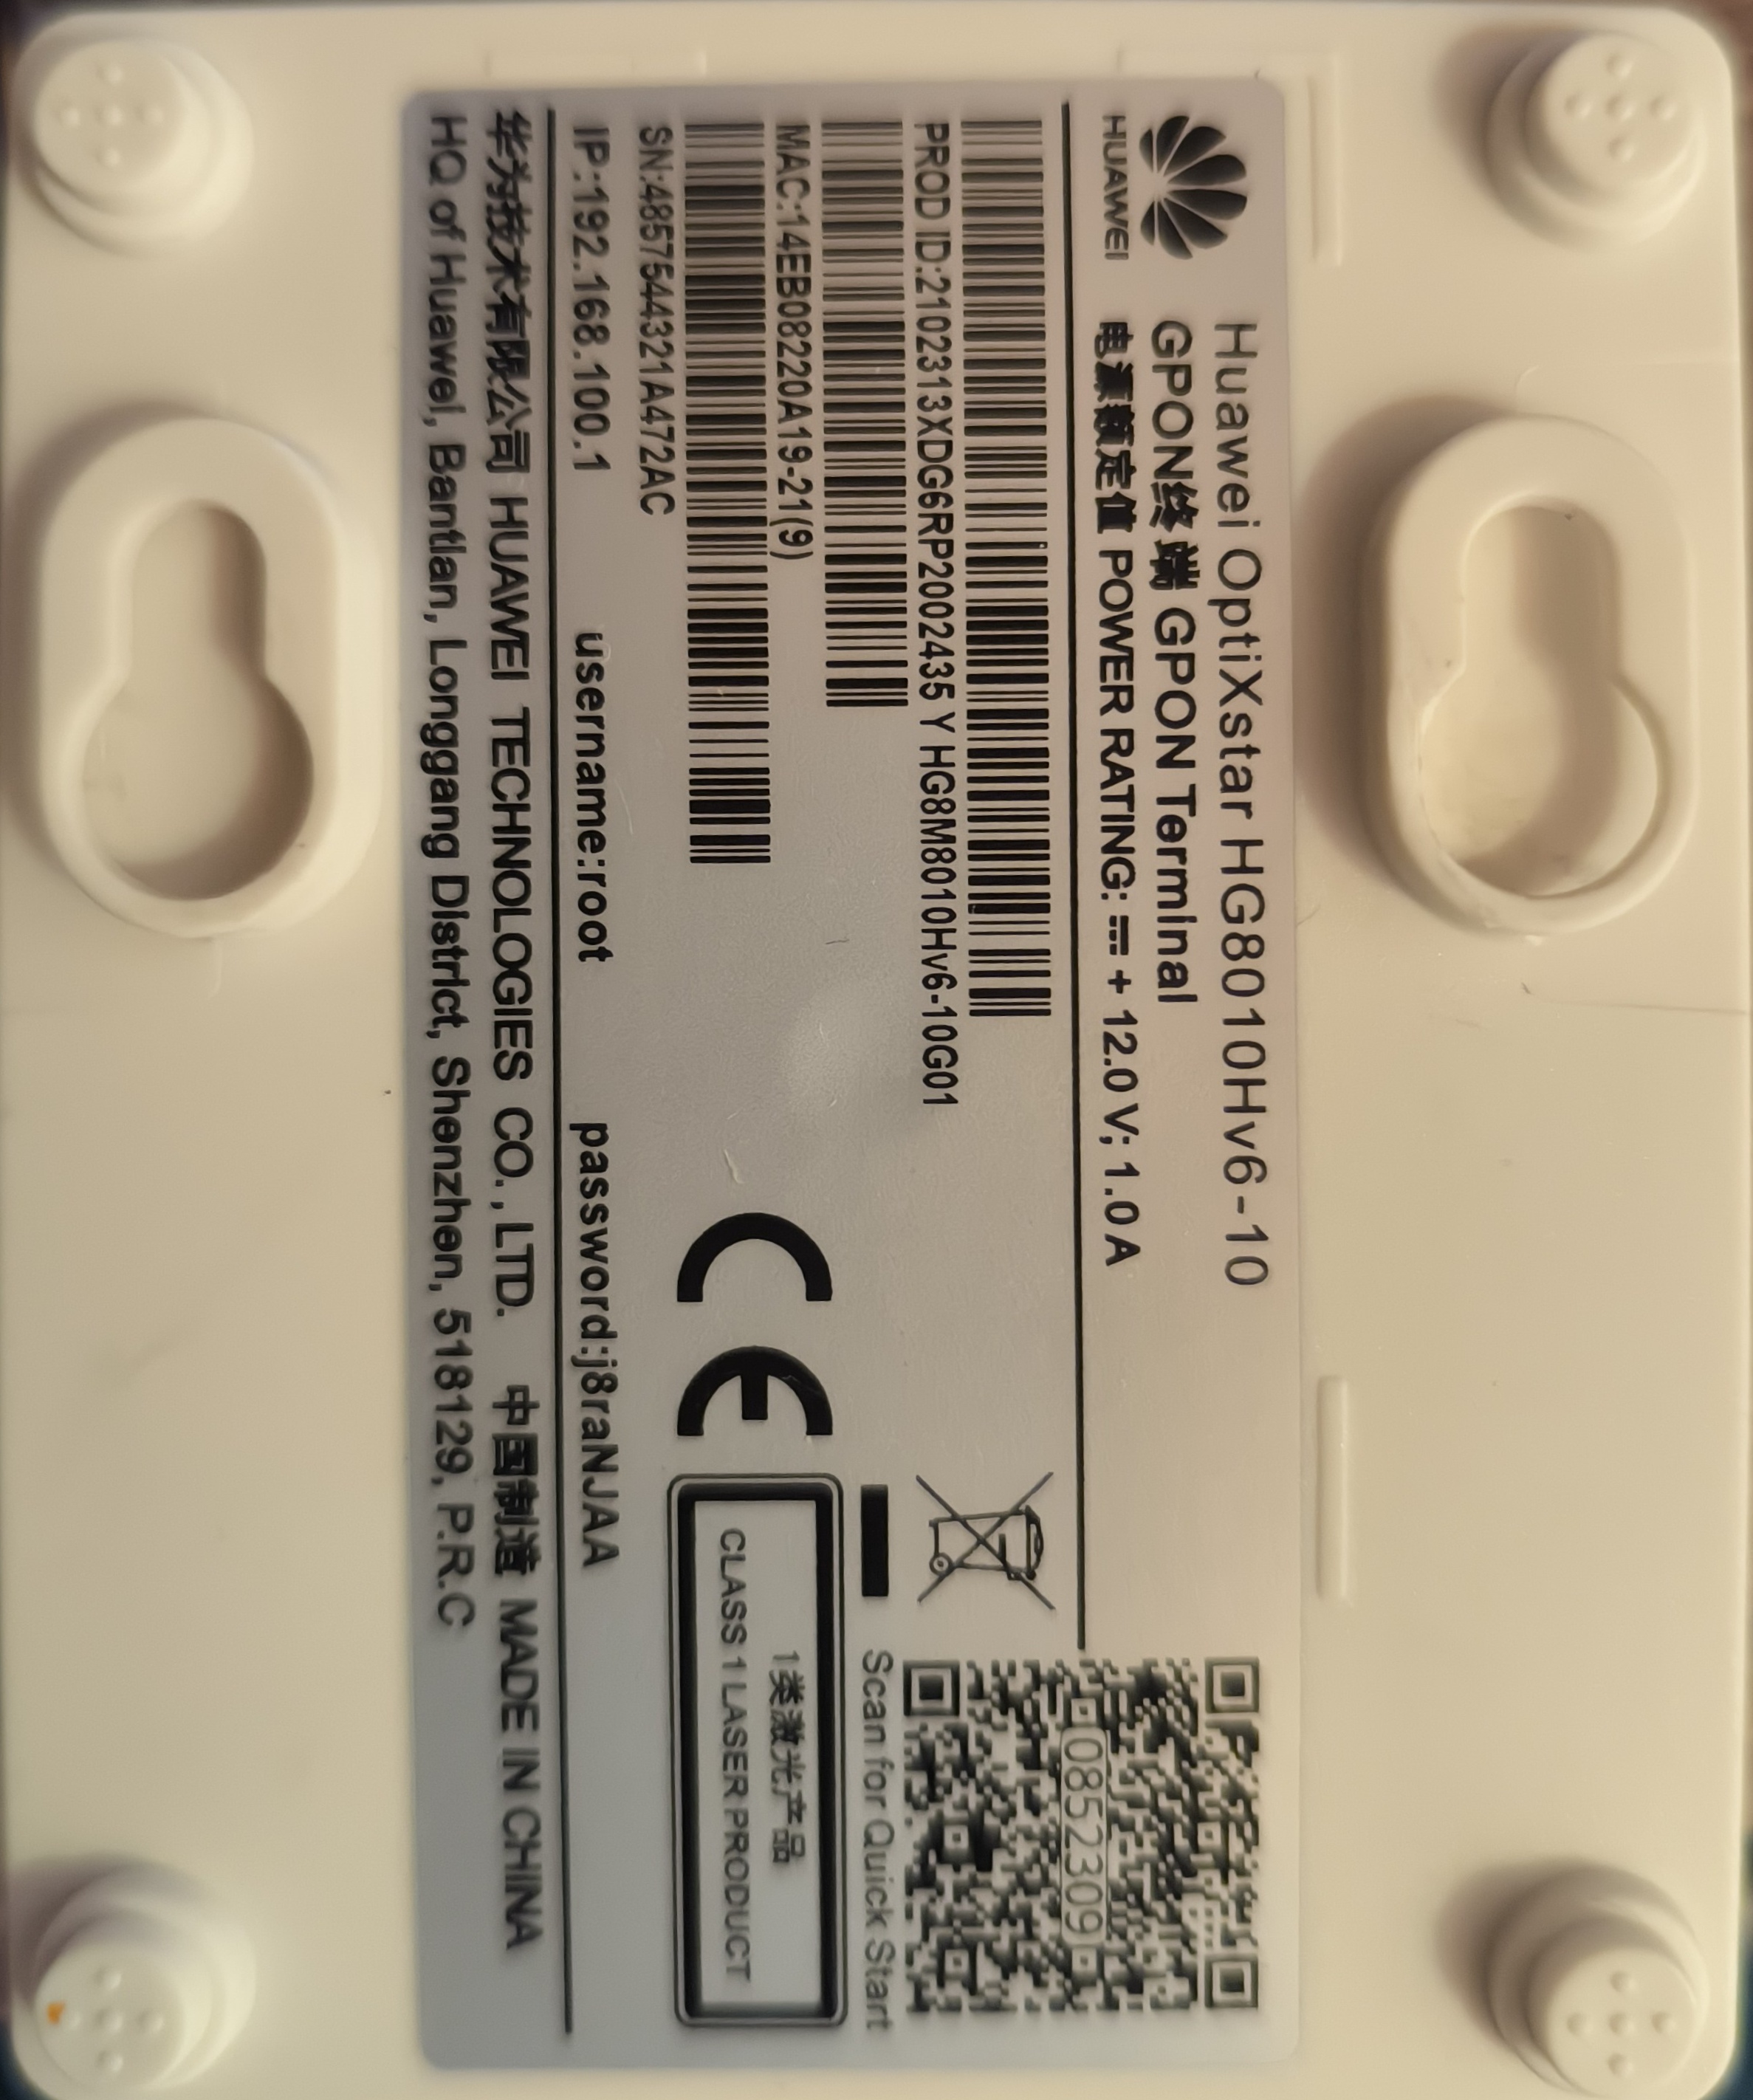 HUAWEI
Huawei OptiXstar HG8010Hv6-10
GPON终端 GPON Terminal
电源额定值 POWER RATING: ⎓ + 12.0 V; 1.0 A
PROD ID:2102313XDG6RP2002435 Y HG8M8010Hv6-10G01
MAC:14EB08220A19-21(9)
SN:4857544321A472AC
08523090
Scan for Quick Start
CE
1类激光产品
CLASS 1 LASER PRODUCT
IP:192.168.100.1 username:root password:j8raNJAA
华为技术有限公司 HUAWEI TECHNOLOGIES CO., LTD. 中国制造 MADE IN CHINA
HQ of Huawei, Bantian, Longgang District, Shenzhen, 518129, P.R.C